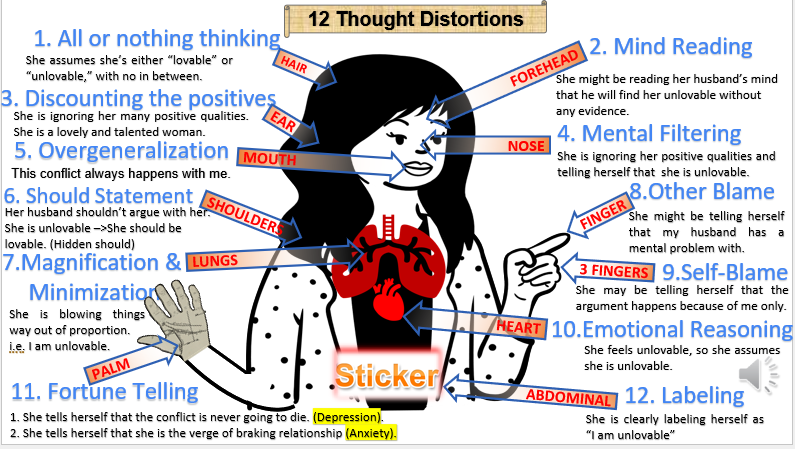 12 Thought Distortions
1. All or nothing thinking
She assumes she's either "lovable" or
"unlovable," with no in between.
HAIR
FOREHEAD
2. Mind Reading
She might be reading her husband's mind
that he will find her unlovable without
any evidence.
3. Discounting the positives
She is ignoring her many positive qualities.
She is a lovely and talented woman.
EAR
NOSE
4. Mental Filtering
She is ignoring her positive qualities and
telling herself that she is unlovable.
5. Overgeneralization
This conflict always happens with me.
MOUTH
6. Should Statement
Her husband shouldn't argue with her.
She is unlovable –>She should be
lovable. (Hidden should)
SHOULDERS
FINGER
8.Other Blame
She might be telling herself
that my husband has a
mental problem with.
7.Magnification &
Minimization
She is blowing things
way out of proportion.
i.e. I am unlovable.
LUNGS
PALM
3 FINGERS
9.Self-Blame
She may be telling herself that the
argument happens because of me only.
HEART
10.Emotional Reasoning
She feels unlovable, so she assumes
she is unlovable.
Sticker
11. Fortune Telling
1. She tells herself that the conflict is never going to die. (Depression).
2. She tells herself that she is the verge of braking relationship (Anxiety).
ABDOMINAL
12. Labeling
She is clearly labeling herself as
"I am unlovable"